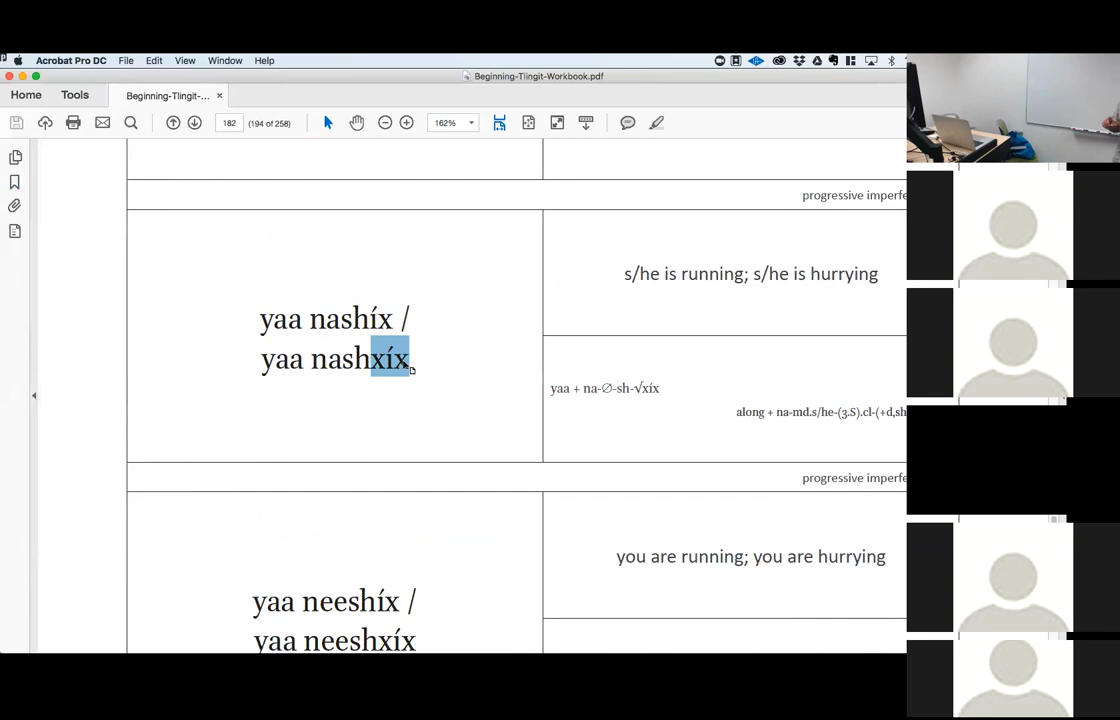 Acrobat Pro DC File Edit View Window Help
Beginning-Tlingit-Workbook.pdf
Home Tools Beginning-Tlingit-... ×
182 (194 of 258) 162%
progressive imperfe
yaa nashíx /
yaa nashxíx
s/he is running; s/he is hurrying
yaa + na-∅-sh-√xíx
along + na-md.s/he-(3.S).cl-(+d,sh
progressive imperfe
yaa neeshíx /
yaa neeshxíx
you are running; you are hurrying